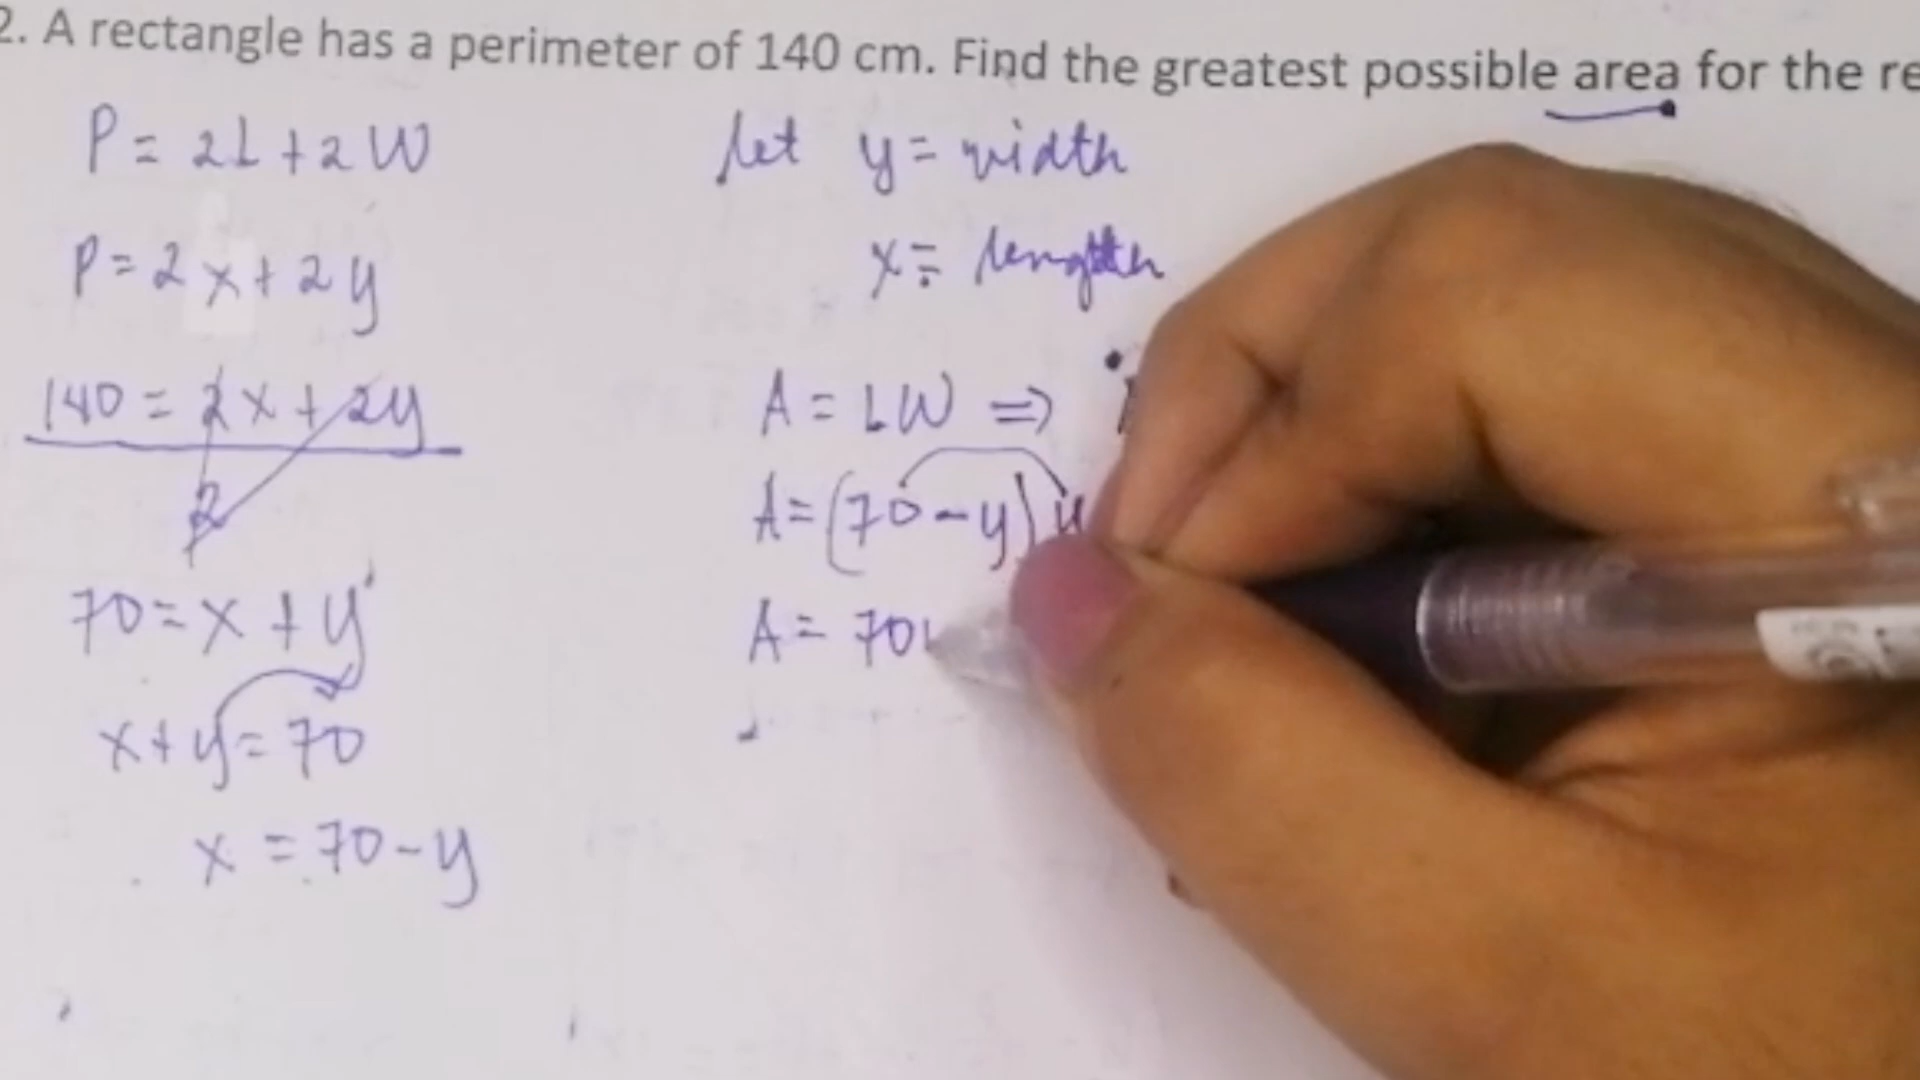 2. A rectangle has a perimeter of 140 cm. Find the greatest possible area for the re
P = 2L + 2W
P = 2x + 2y
140 = 2x + 2y
2
70 = x + y
x + y = 70
x = 70 - y
Let y = width
x = length
A = LW ⇒
A = (70 - y) y
A = 70